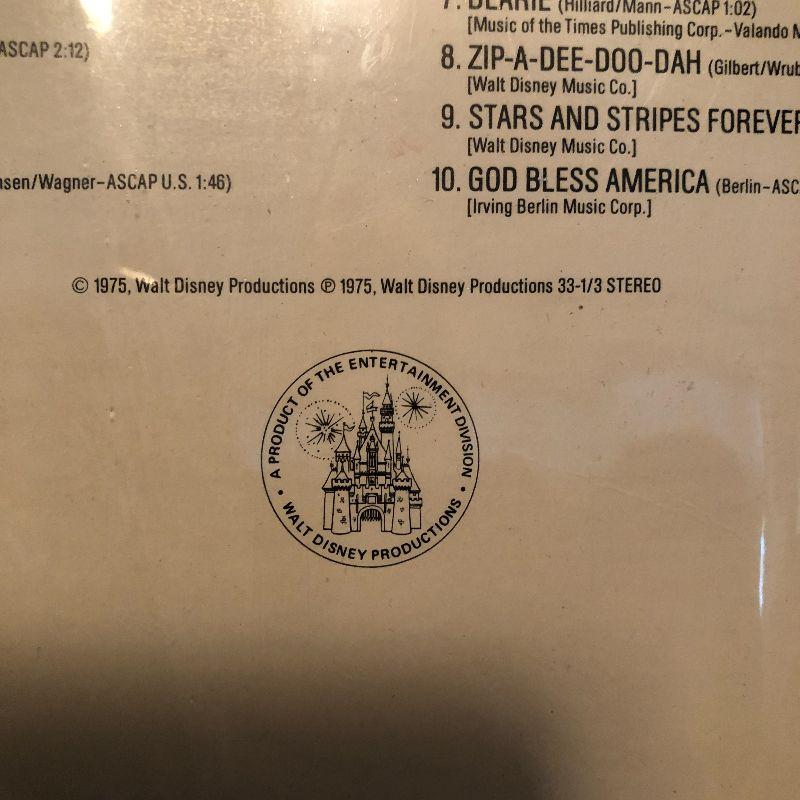 ASCAP 2:12)
nsen/Wagner-ASCAP U.S. 1:46)
7. DEARIE (Hilliard/Mann-ASCAP 1:02)
[Music of the Times Publishing Corp.-Valando M
8. ZIP-A-DEE-DOO-DAH (Gilbert/Wrub
[Walt Disney Music Co.]
9. STARS AND STRIPES FOREVER
[Walt Disney Music Co.]
10. GOD BLESS AMERICA (Berlin-ASC
[Irving Berlin Music Corp.]
© 1975, Walt Disney Productions ℗ 1975, Walt Disney Productions 33-1/3 STEREO
A PRODUCT OF THE ENTERTAINMENT DIVISION
• WALT DISNEY PRODUCTIONS •